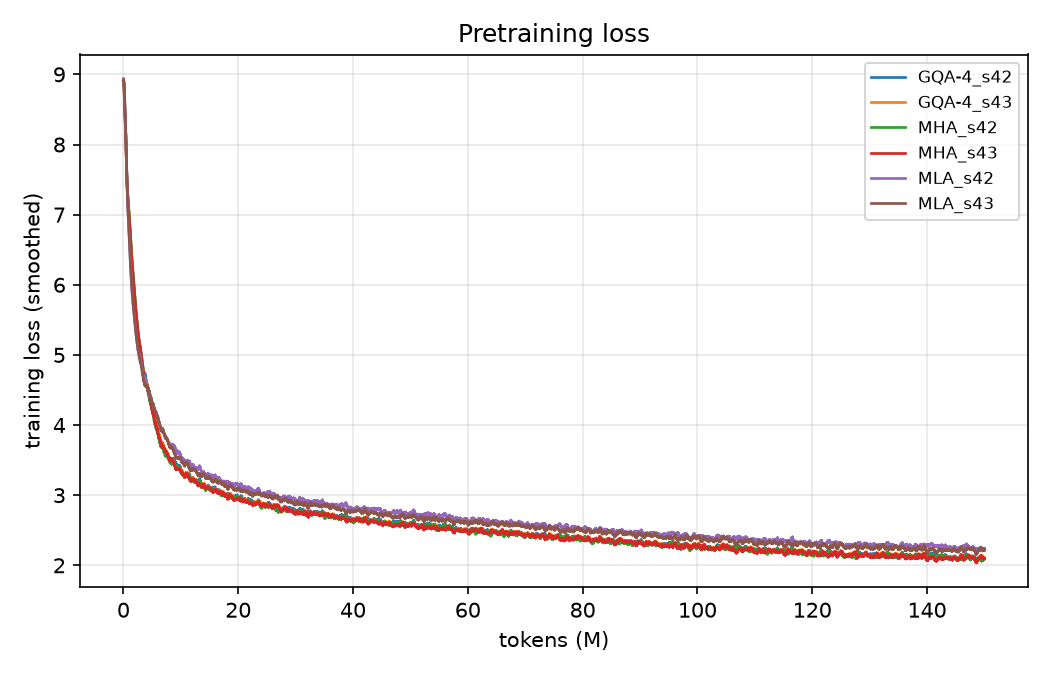 Pretraining loss
9
8
7
6
5
4
3
2
training loss (smoothed)
GQA-4_s42
GQA-4_s43
MHA_s42
MHA_s43
MLA_s42
MLA_s43
0 20 40 60 80 100 120 140
tokens (M)